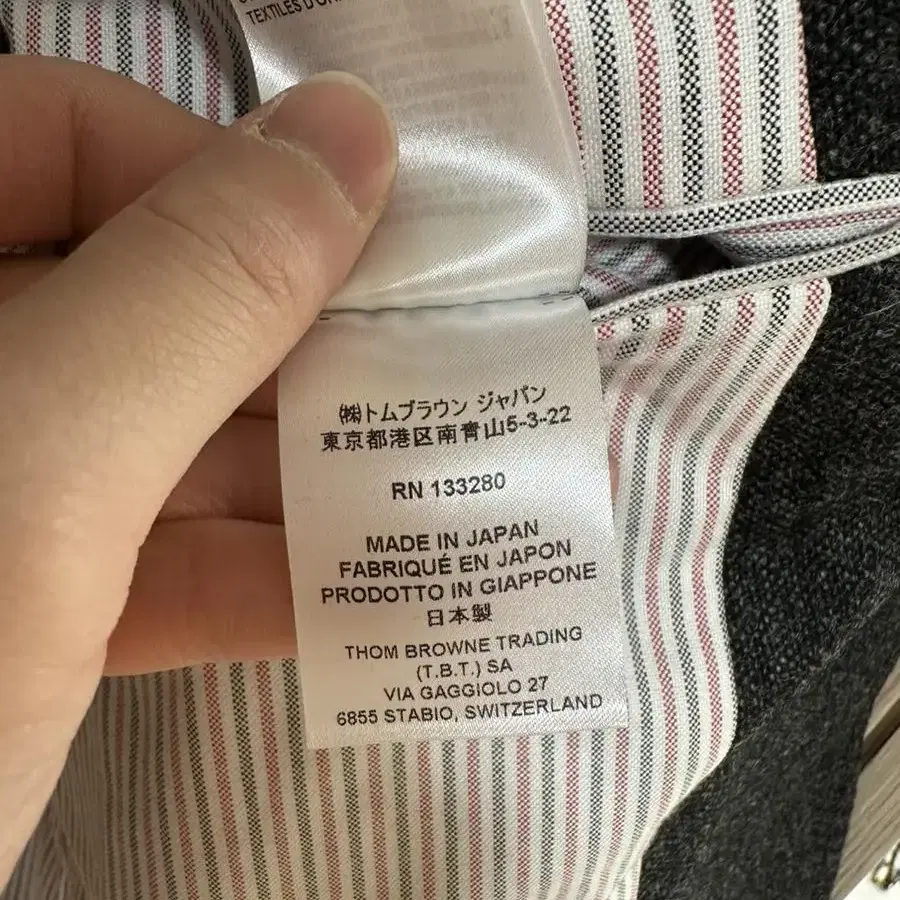 TEXTILES D'OR
㈱トムブラウン ジャパン
東京都港区南青山5-3-22
RN 133280
MADE IN JAPAN
FABRIQUÉ EN JAPON
PRODOTTO IN GIAPPONE
日本製
THOM BROWNE TRADING
(T.B.T.) SA
VIA GAGGIOLO 27
6855 STABIO, SWITZERLAND